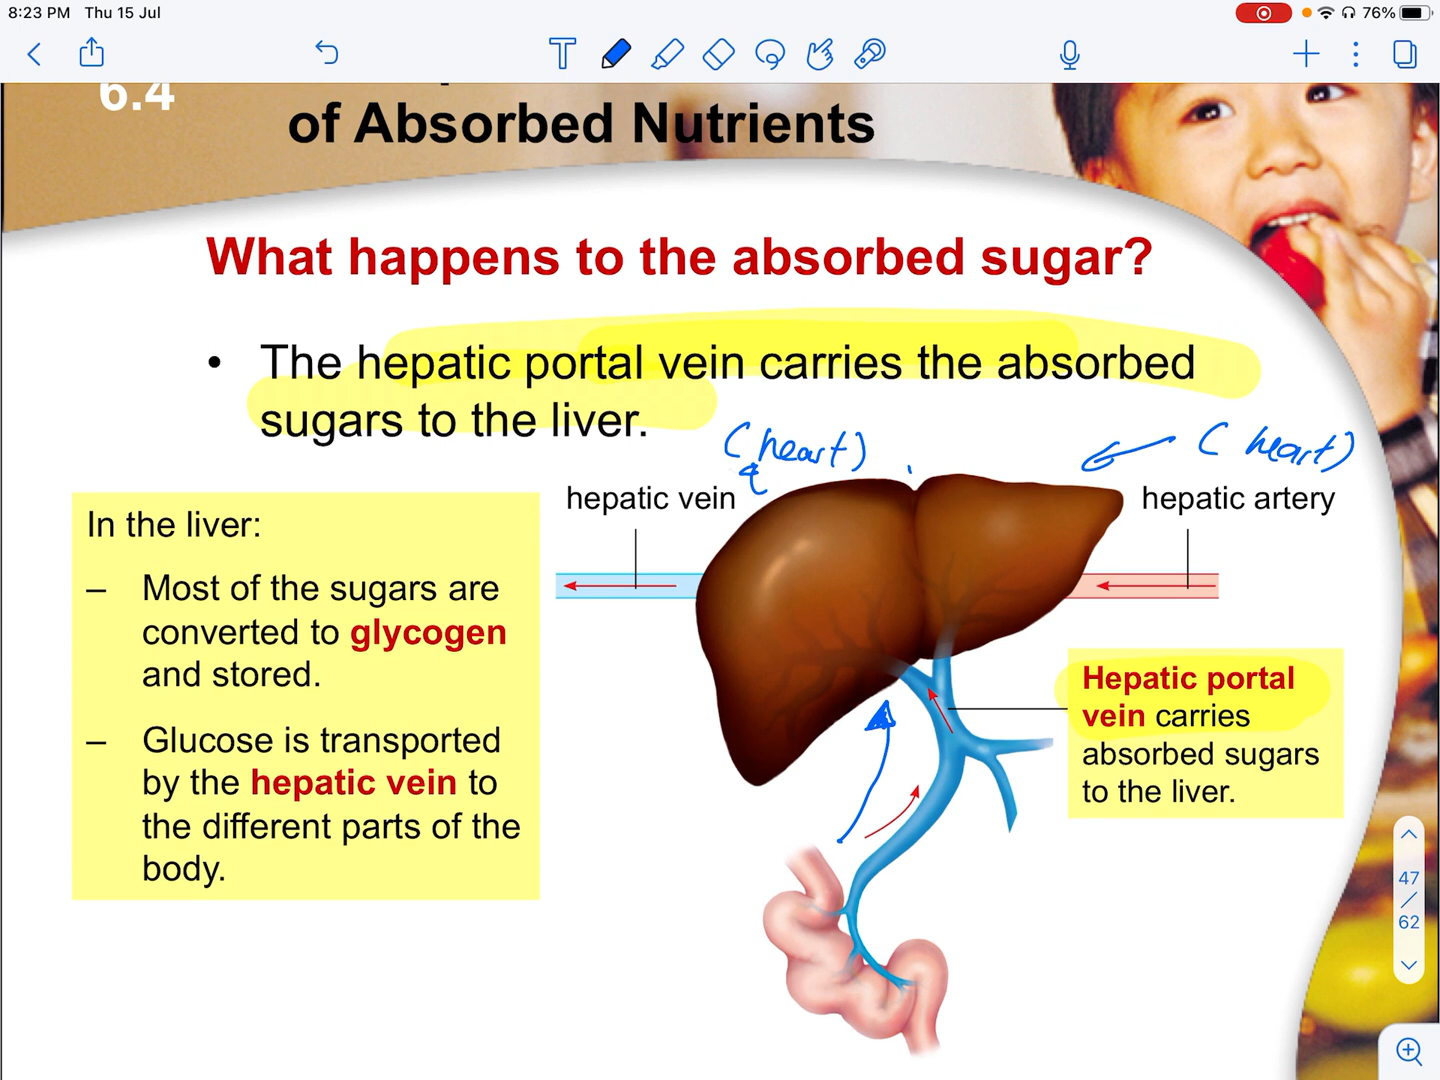 8:23 PM Thu 15 Jul
76%
6.4
of Absorbed Nutrients
What happens to the absorbed sugar?
• The hepatic portal vein carries the absorbed
sugars to the liver.
(heart)
(heart)
hepatic vein
hepatic artery
In the liver:
– Most of the sugars are
converted to glycogen
and stored.
– Glucose is transported
by the hepatic vein to
the different parts of the
body.
Hepatic portal
vein carries
absorbed sugars
to the liver.
47
/
62